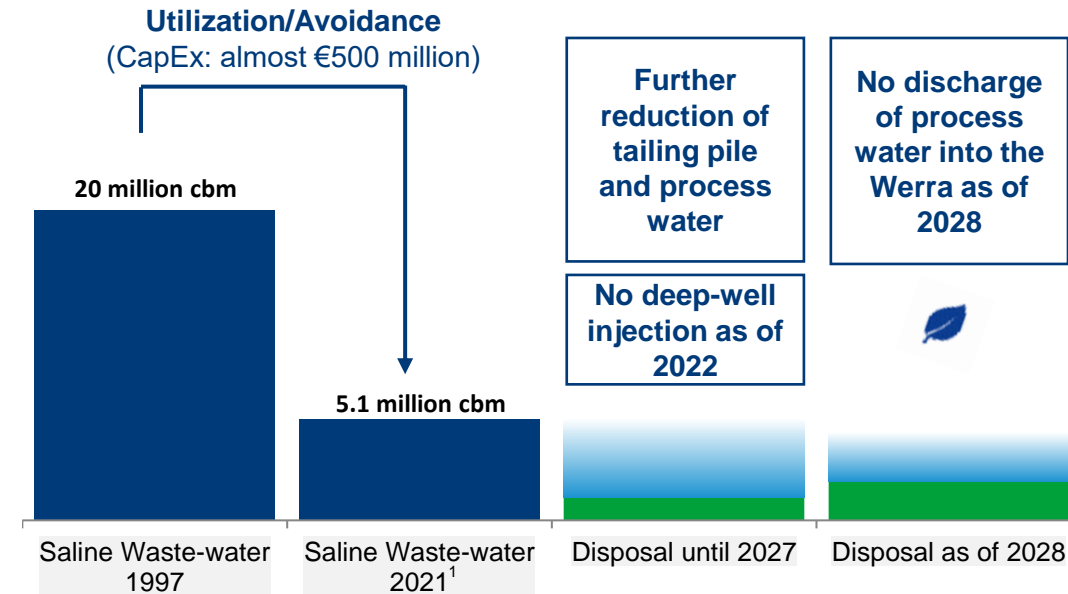 Utilization/Avoidance
(CapEx: almost €500 million)
20 million cbm
5.1 million cbm
Further
reduction of
tailing pile
and process
water
No deep-well
injection as of
2022
No discharge
of process
water into the
Werra as of
2028
Saline Waste-water
1997
Saline Waste-water
2021¹
Disposal until 2027
Disposal as of 2028